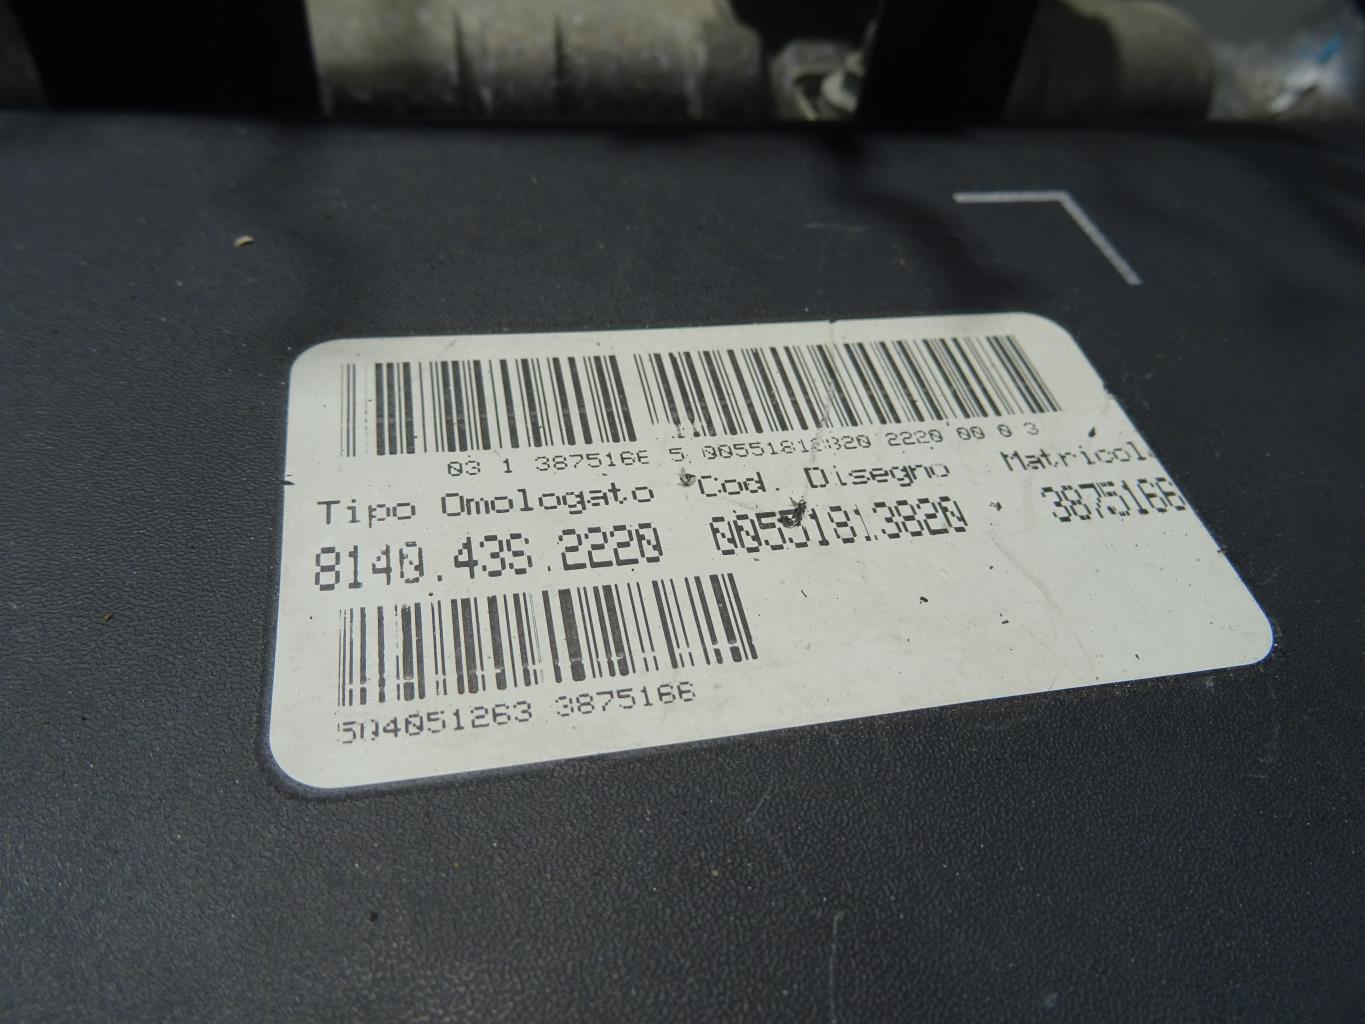 03 1 3875166 5 00551813820 2220 00 0 3
Tipo Omologato Cod. Disegno Matricola
8140.43S.2220 00551813820 3875166
504051263 3875166